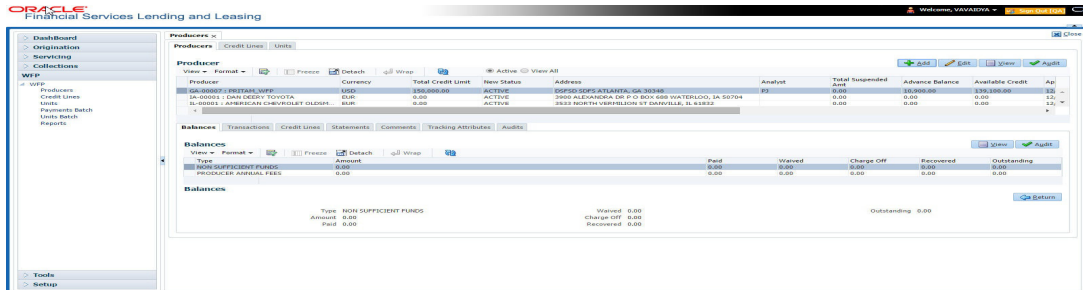 ORACLE
Financial Services Lending and Leasing
Welcome, VAVAIDYA
Sign Out [QA]
DashBoard
Origination
Servicing
Collections
WFP
WFP
Producers
Credit Lines
Units
Payments Batch
Units Batch
Reports
Tools
Setup
Producers x
Close
Producers Credit Lines Units
Producer
Add Edit View Audit
View Format Freeze Detach Wrap Active View All
Producer Currency Total Credit Limit New Status Address Analyst Total Suspended Amt Advance Balance Available Credit Ap
GA-00007 : PRITAM_WFP USD 150,000.00 ACTIVE DSFSD SDFS ATLANTA, GA 30346 PJ 0.00 10,900.00 139,100.00 12,
IA-00001 : DAN DEERY TOYOTA EUR 0.00 ACTIVE 3900 ALEXANDRA DR P O BOX 688 WATERLOO, IA 50704 0.00 0.00 0.00 12,
IL-00001 : AMERICAN CHEVROLET OLDSM... EUR 0.00 ACTIVE 3533 NORTH VERMILION ST DANVILLE, IL 61832 0.00 0.00 0.00 12,
Balances Transactions Credit Lines Statements Comments Tracking Attributes Audits
Balances
View Audit
View Format Freeze Detach Wrap
Type Amount Paid Waived Charge Off Recovered Outstanding
NON SUFFICIENT FUNDS 0.00 0.00 0.00 0.00 0.00 0.00
PRODUCER ANNUAL FEES 0.00 0.00 0.00 0.00 0.00 0.00
Balances
Return
Type NON SUFFICIENT FUNDS Waived 0.00 Outstanding 0.00
Amount 0.00 Charge Off 0.00
Paid 0.00 Recovered 0.00